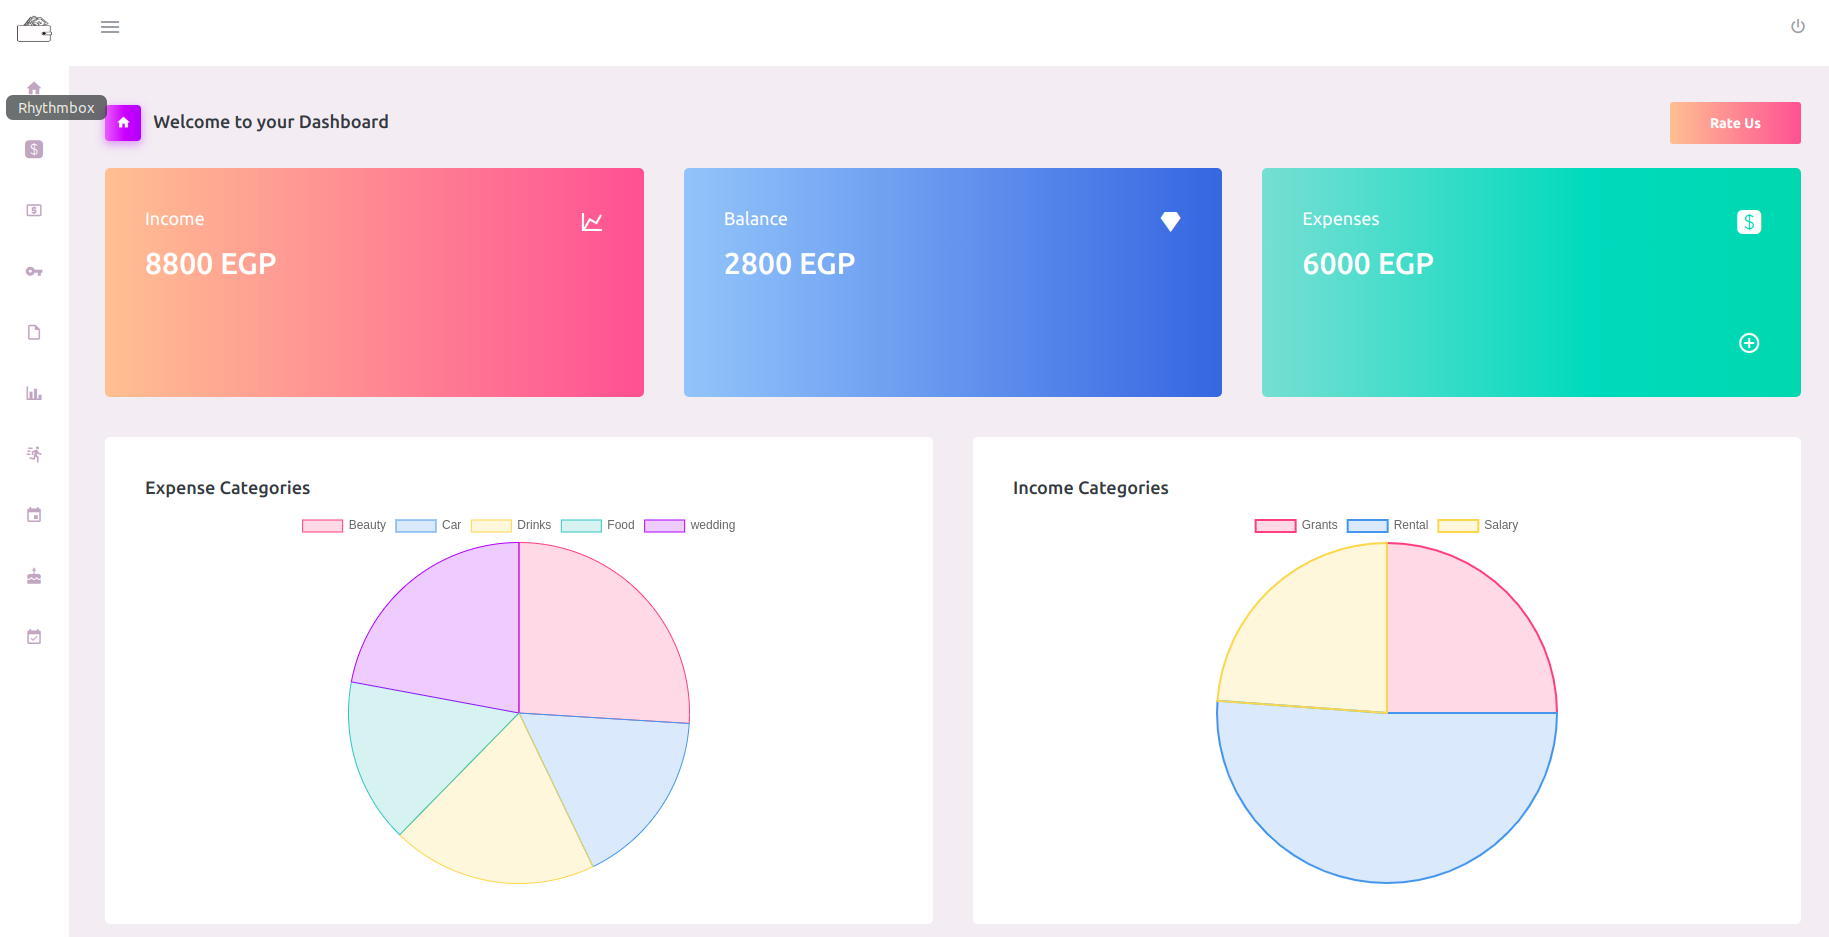 Rhythmbox
Welcome to your Dashboard
Rate Us
Income
8800 EGP
Balance
2800 EGP
Expenses
6000 EGP
Expense Categories
Beauty Car Drinks Food wedding
Income Categories
Grants Rental Salary